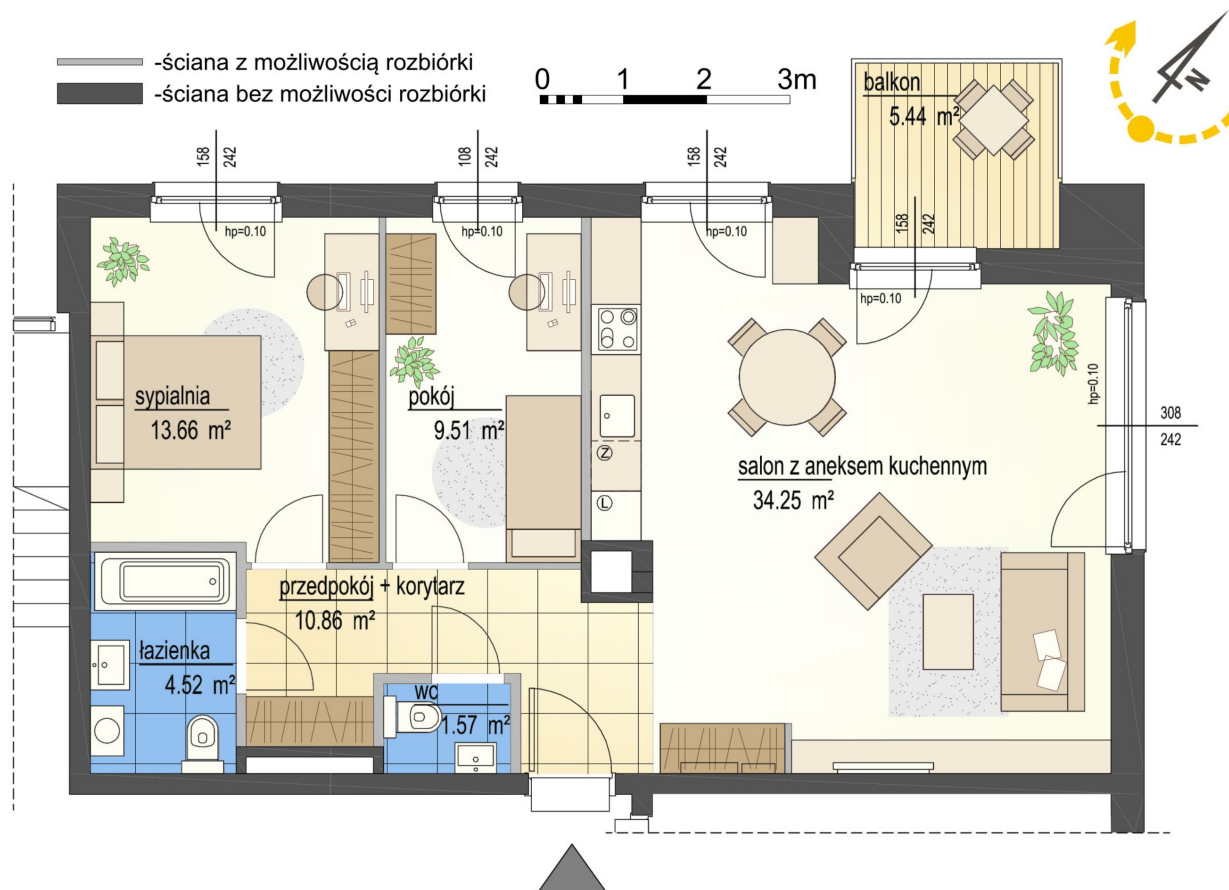 -ściana z możliwością rozbiórki
-ściana bez możliwości rozbiórki
0 1 2 3m
N
balkon
5.44 m²
158
242
108
242
158
242
158
242
hp=0.10
hp=0.10
hp=0.10
hp=0.10
hp=0.10
308
242
sypialnia
13.66 m²
pokój
9.51 m²
Z
L
salon z aneksem kuchennym
34.25 m²
przedpokój + korytarz
10.86 m²
łazienka
4.52 m²
wc
1.57 m²